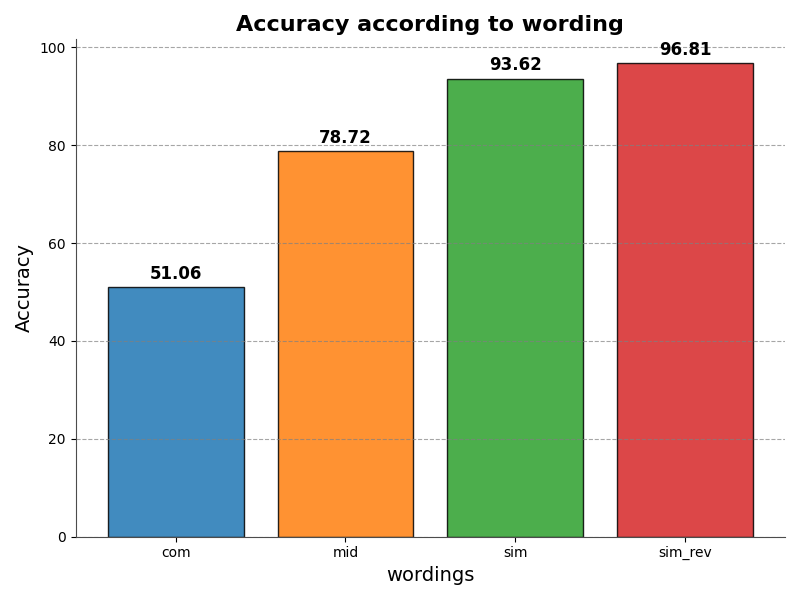 Accuracy according to wording
100
80
60
40
20
0
Accuracy
51.06
78.72
93.62
96.81
com
mid
sim
sim_rev
wordings